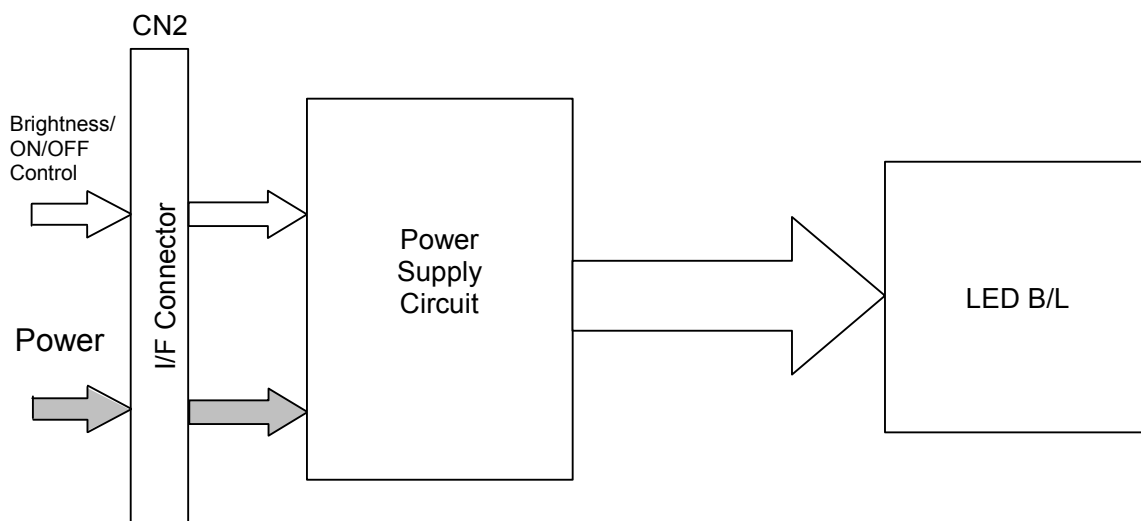 CN2
Brightness/
ON/OFF
Control
Power
I/F Connector
Power
Supply
Circuit
LED B/L